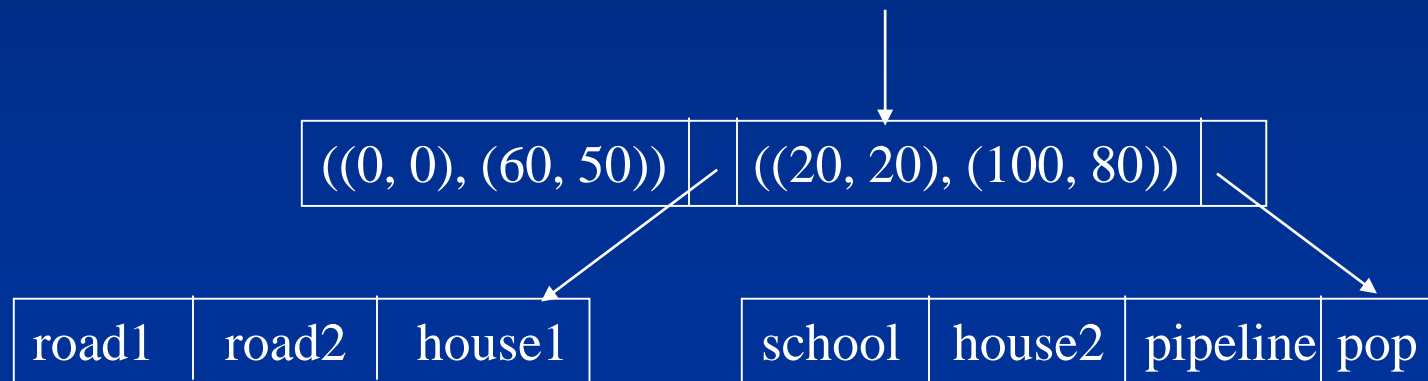 ((0, 0), (60, 50)) ((20, 20), (100, 80))
road1 road2 house1 school house2 pipeline pop